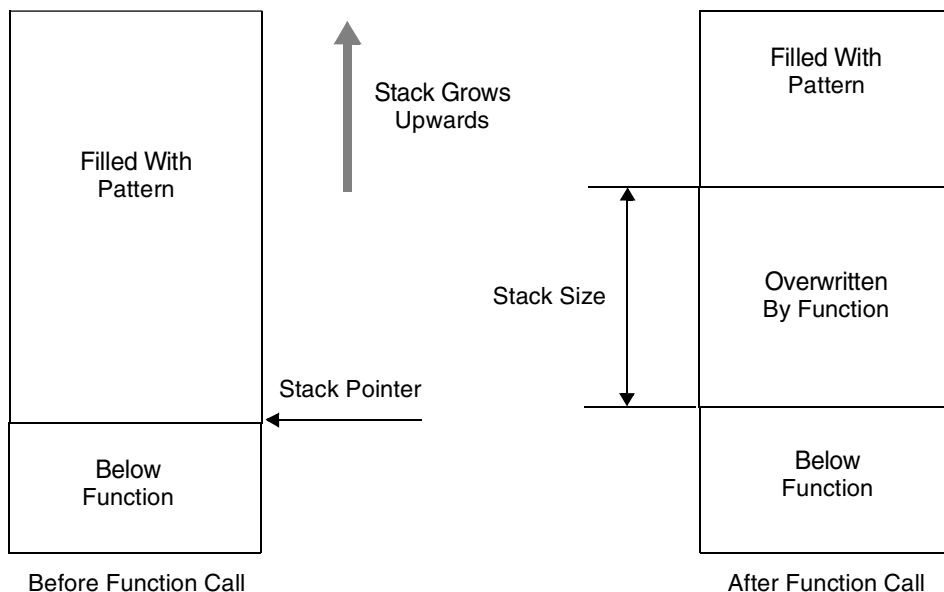 Filled With
Pattern
Stack Grows
Upwards
Filled With
Pattern
Stack Size
Overwritten
By Function
Stack Pointer
Below
Function
Below
Function
Before Function Call
After Function Call